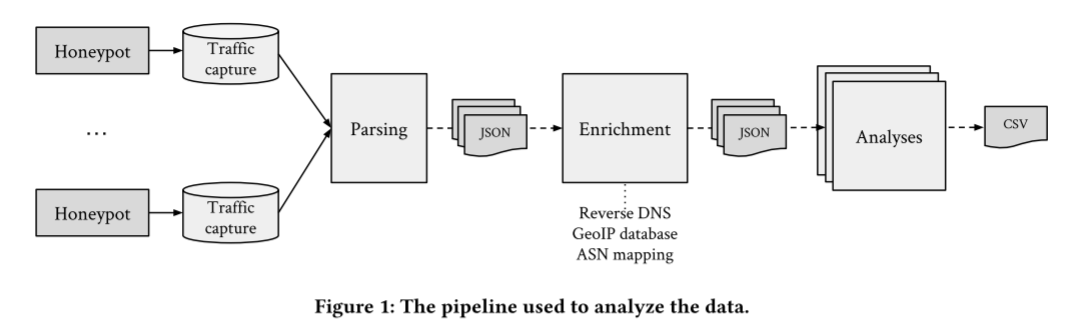 Honeypot
Traffic
capture
...
Honeypot
Traffic
capture
Parsing
JSON
Enrichment
Reverse DNS
GeoIP database
ASN mapping
JSON
Analyses
CSV
Figure 1: The pipeline used to analyze the data.